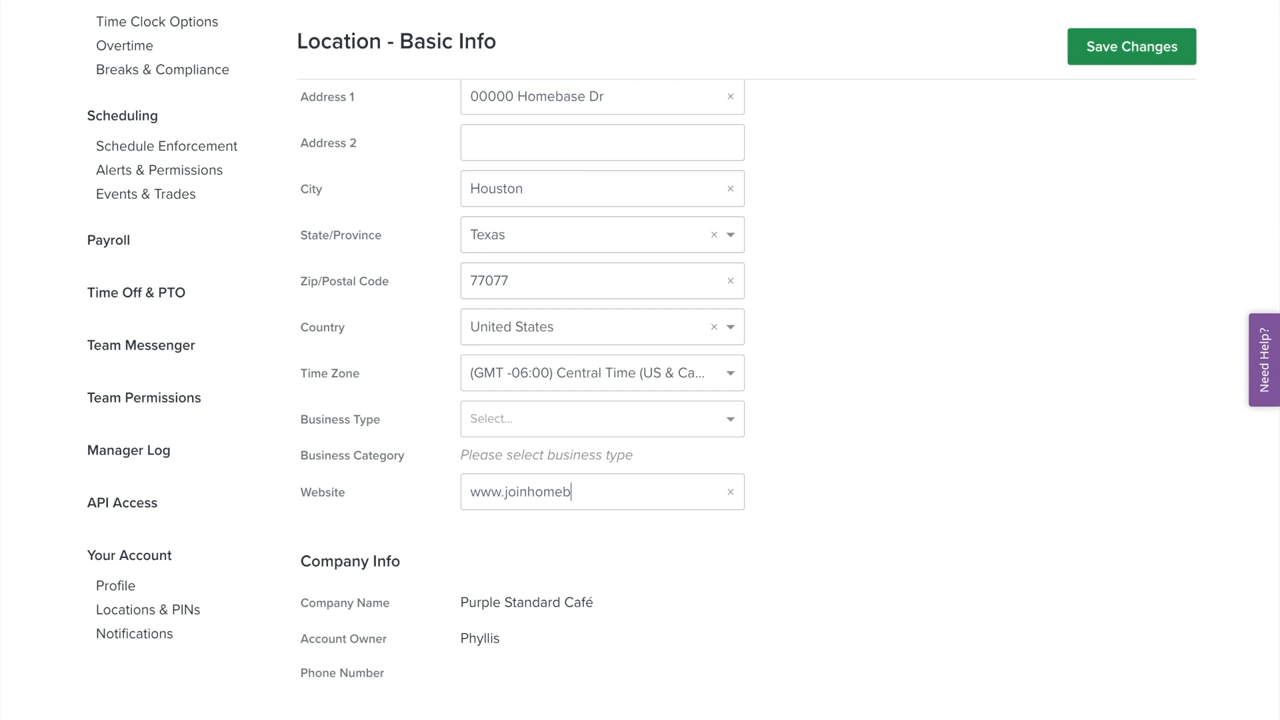 Time Clock Options
Overtime
Breaks & Compliance
Scheduling
Schedule Enforcement
Alerts & Permissions
Events & Trades
Payroll
Time Off & PTO
Team Messenger
Team Permissions
Manager Log
API Access
Your Account
Profile
Locations & PINs
Notifications
Location - Basic Info
Save Changes
Address 1 00000 Homebase Dr ×
Address 2
City Houston ×
State/Province Texas ×
Zip/Postal Code 77077 ×
Country United States ×
Time Zone (GMT -06:00) Central Time (US & Ca...
Business Type Select...
Business Category Please select business type
Website www.joinhomeb ×
Company Info
Company Name Purple Standard Café
Account Owner Phyllis
Phone Number
Need Help?